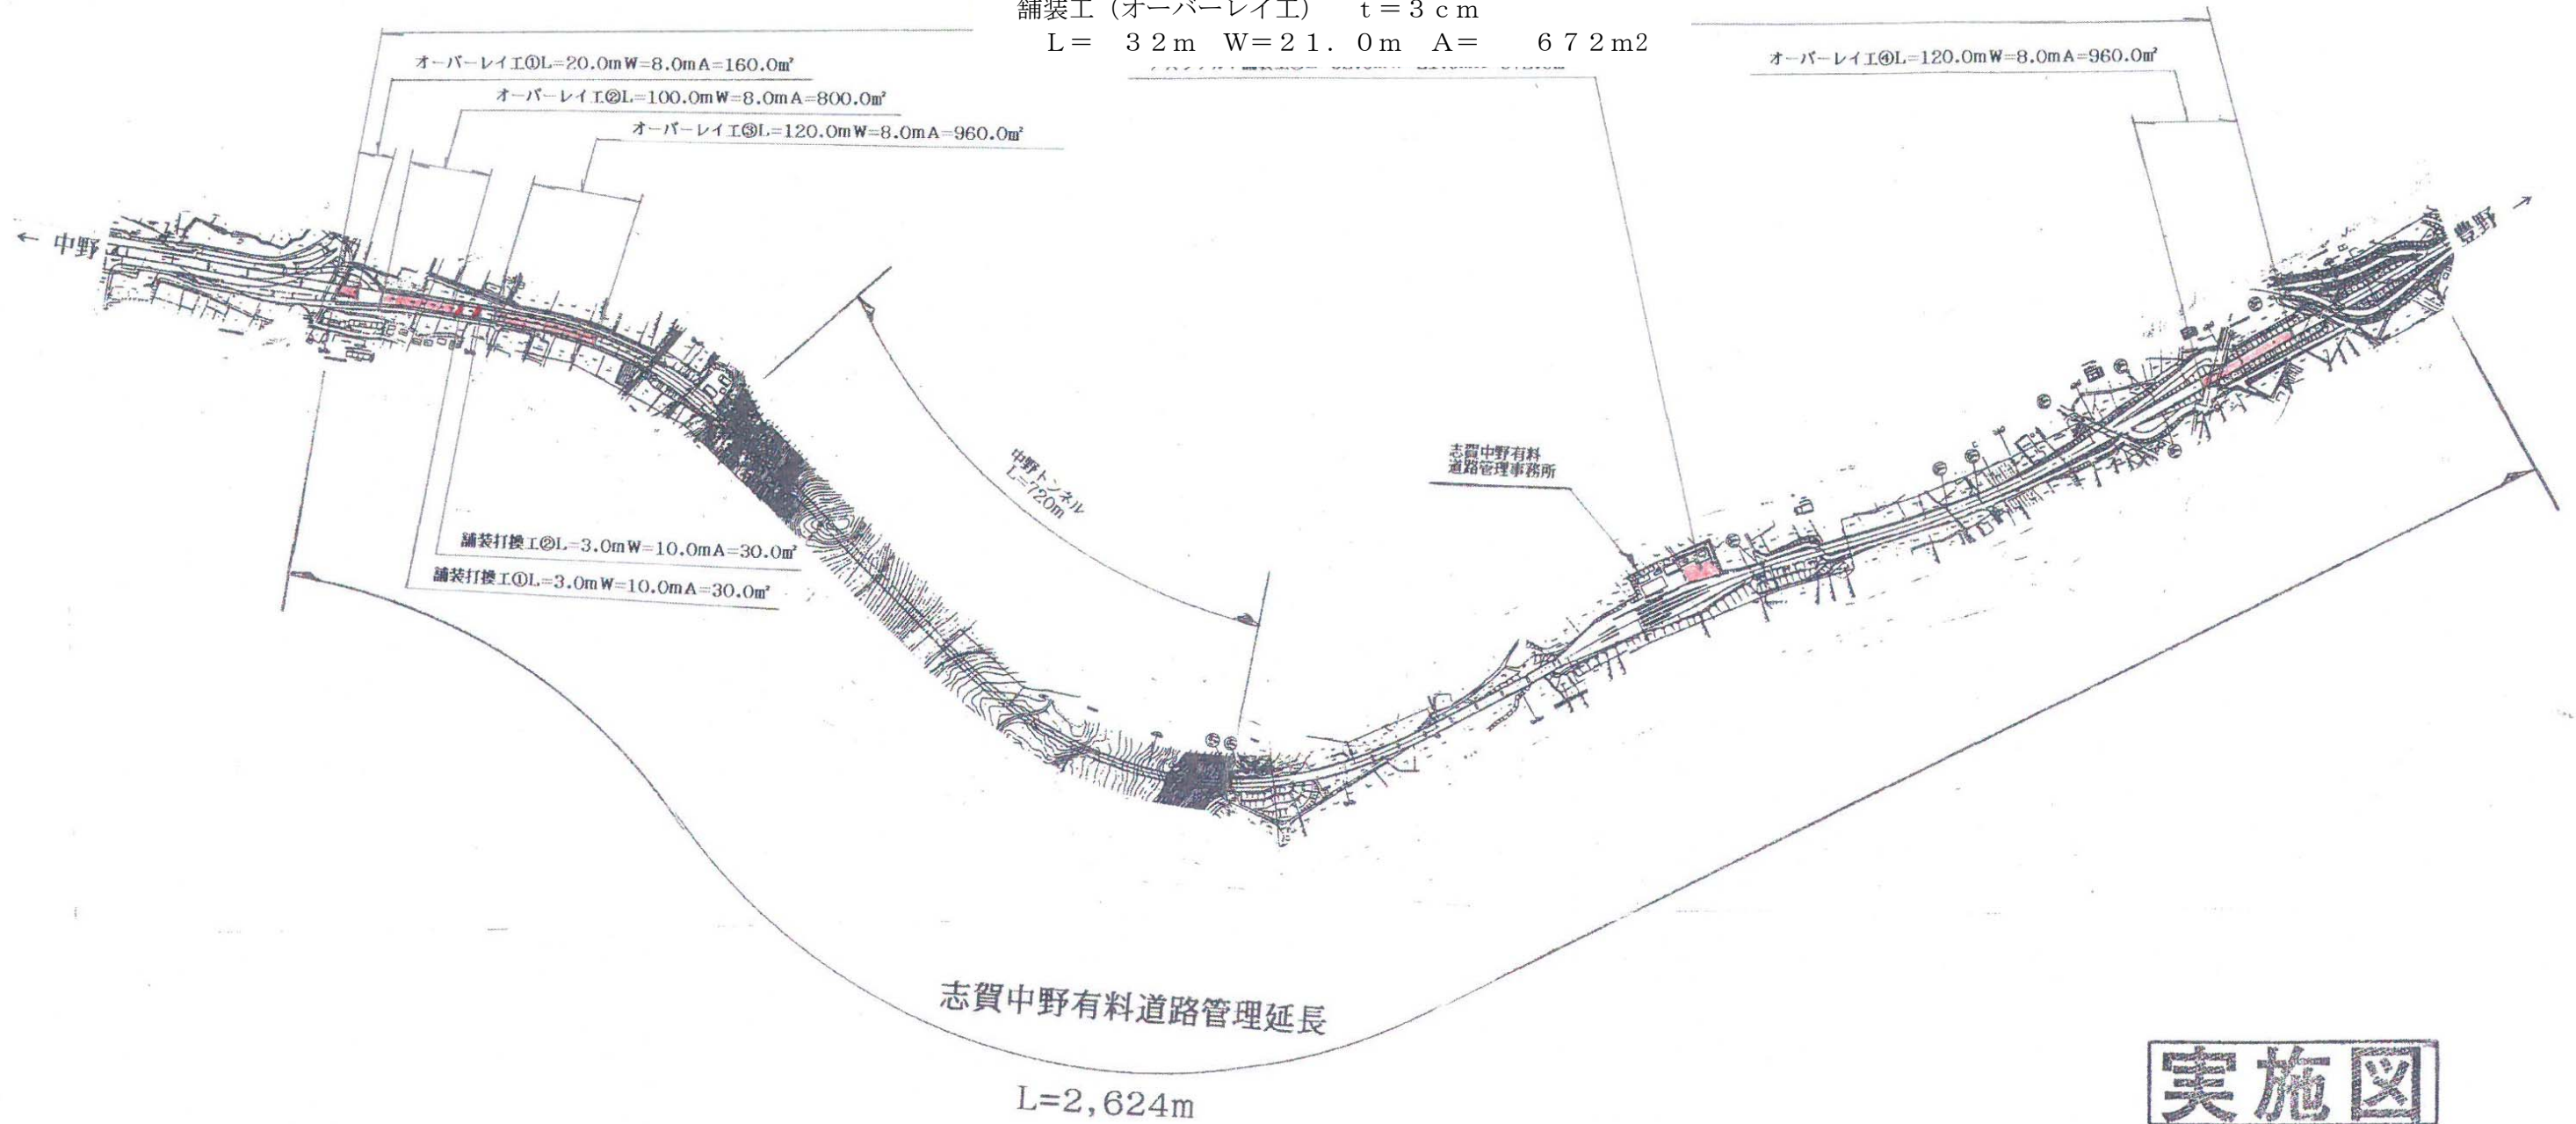 舗装工（オーバーレイ工）　ｔ＝３ｃｍ
Ｌ＝　３２ｍ　Ｗ＝２１．０ｍ　Ａ＝　　６７２ｍ2
オーバーレイ工①L=20.0mW=8.0mA=160.0㎡
オーバーレイ工②L=100.0mW=8.0mA=800.0㎡
オーバーレイ工③L=120.0mW=8.0mA=960.0㎡
オーバーレイ工④L=120.0mW=8.0mA=960.0㎡
← 中野
豊野 →
中野トンネル
L=720m
志賀中野有料
道路管理事務所
舗装打換工②L=3.0mW=10.0mA=30.0㎡
舗装打換工①L=3.0mW=10.0mA=30.0㎡
志賀中野有料道路管理延長
L=2,624m
実施図